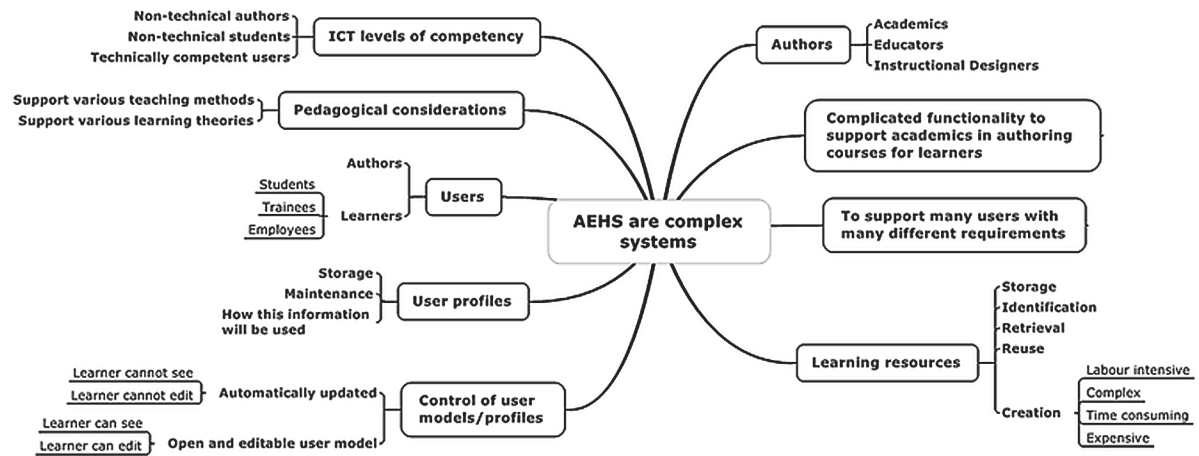 AEHS are complex
systems
ICT levels of competency
Non-technical authors
Non-technical students
Technically competent users
Pedagogical considerations
Support various teaching methods
Support various learning theories
Users
Authors
Learners
Students
Trainees
Employees
User profiles
Storage
Maintenance
How this information
will be used
Control of user
models/profiles
Automatically updated
Learner cannot see
Learner cannot edit
Open and editable user model
Learner can see
Learner can edit
Authors
Academics
Educators
Instructional Designers
Complicated functionality to
support academics in authoring
courses for learners
To support many users with
many different requirements
Learning resources
Storage
Identification
Retrieval
Reuse
Creation
Labour intensive
Complex
Time consuming
Expensive